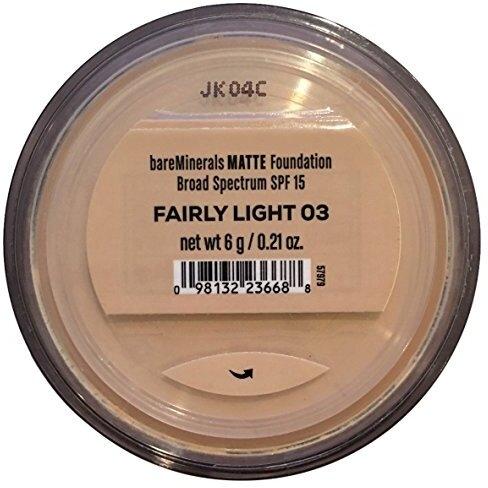 JK04C
bareMinerals MATTE Foundation
Broad Spectrum SPF 15
FAIRLY LIGHT 03
net wt 6 g / 0.21 oz.
57979
0 98132 23668 8